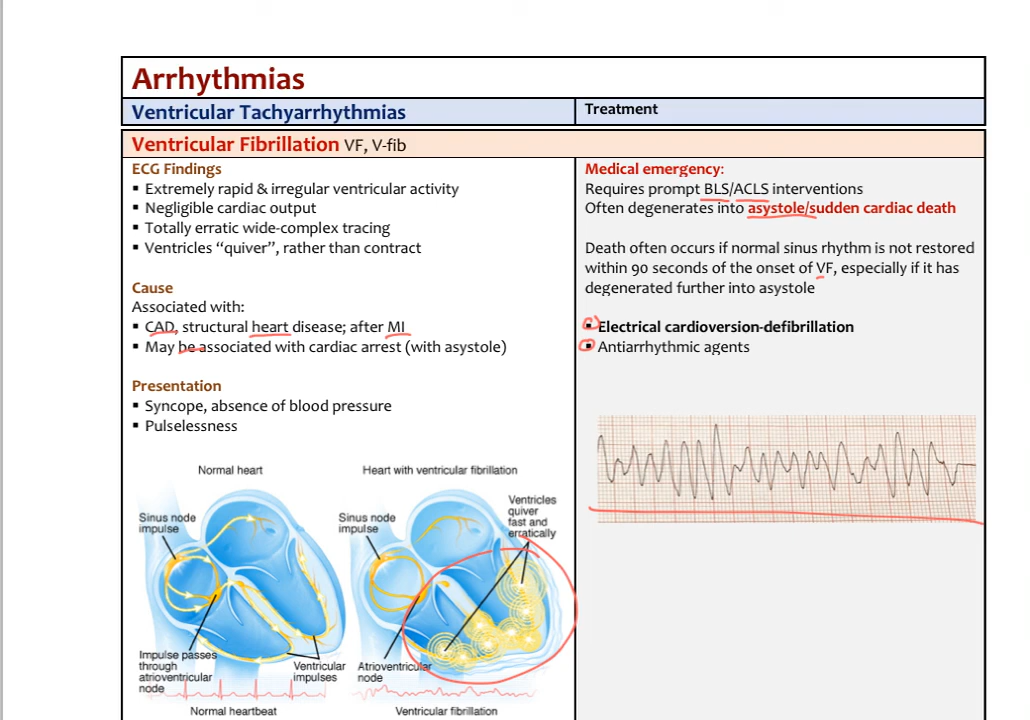 Arrhythmias
Ventricular Tachyarrhythmias
Treatment
Ventricular Fibrillation VF, V-fib
ECG Findings
▪ Extremely rapid & irregular ventricular activity
▪ Negligible cardiac output
▪ Totally erratic wide-complex tracing
▪ Ventricles “quiver”, rather than contract
Cause
Associated with:
▪ CAD, structural heart disease; after MI
▪ May be associated with cardiac arrest (with asystole)
Presentation
▪ Syncope, absence of blood pressure
▪ Pulselessness
Normal heart
Sinus node
impulse
Impulse passes
through
atrioventricular
node
Ventricular
impulses
Normal heartbeat
Heart with ventricular fibrillation
Sinus node
impulse
Ventricles
quiver
fast and
erratically
Atrioventricular
node
Ventricular fibrillation
Medical emergency:
Requires prompt BLS/ACLS interventions
Often degenerates into asystole/sudden cardiac death
Death often occurs if normal sinus rhythm is not restored
within 90 seconds of the onset of VF, especially if it has
degenerated further into asystole
▪ Electrical cardioversion-defibrillation
▪ Antiarrhythmic agents